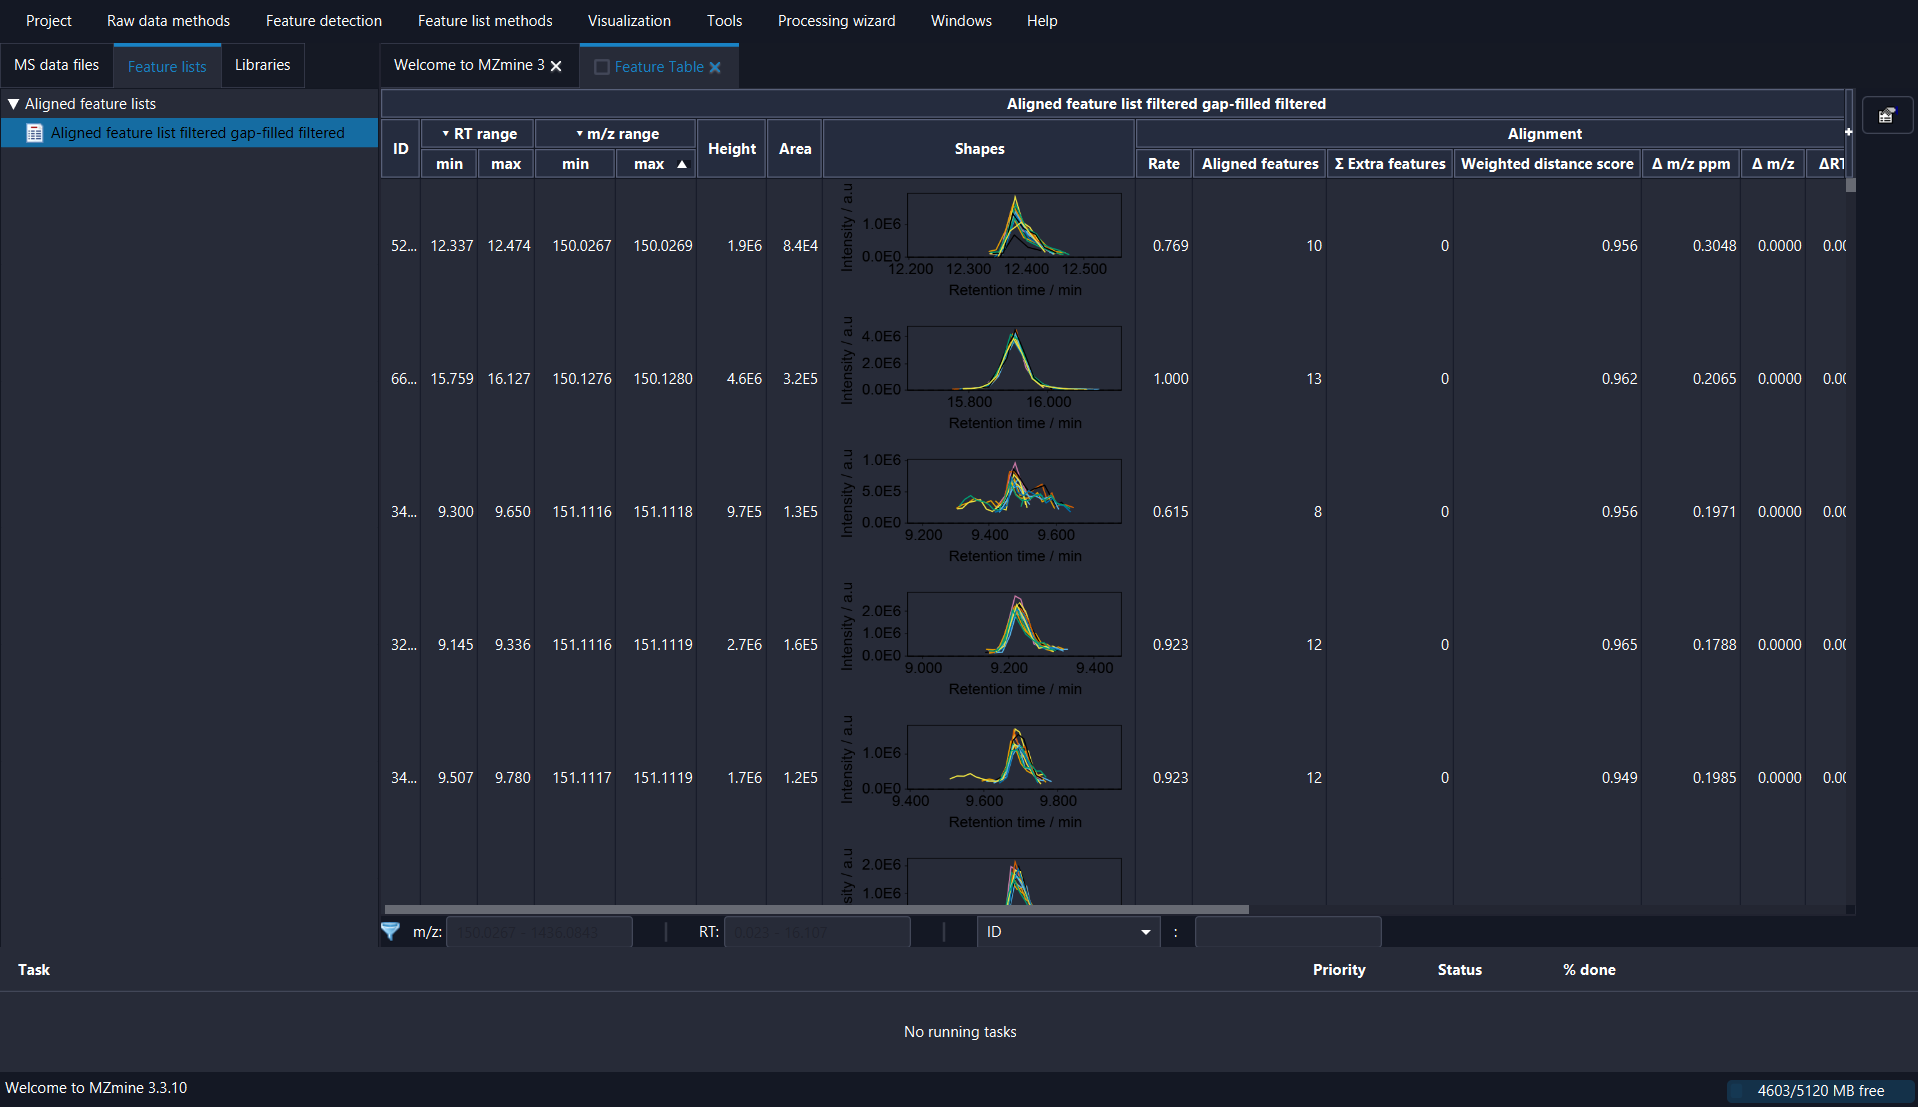 Project Raw data methods Feature detection Feature list methods Visualization Tools Processing wizard Windows Help
MS data files Feature lists Libraries Welcome to MZmine 3 Feature Table
Aligned feature lists
Aligned feature list filtered gap-filled filtered
Aligned feature list filtered gap-filled filtered
ID RT range m/z range Height Area Shapes Alignment
min max min max Rate Aligned features Σ Extra features Weighted distance score Δ m/z ppm Δ m/z ΔRT
52... 12.337 12.474 150.0267 150.0269 1.9E6 8.4E4 0.769 10 0 0.956 0.3048 0.0000 0.00
Intensity / a.u
1.0E6
0.0E0
12.200 12.300 12.400 12.500
Retention time / min
66... 15.759 16.127 150.1276 150.1280 4.6E6 3.2E5 1.000 13 0 0.962 0.2065 0.0000 0.00
Intensity / a.u
4.0E6
2.0E6
0.0E0
15.800 16.000
Retention time / min
34... 9.300 9.650 151.1116 151.1118 9.7E5 1.3E5 0.615 8 0 0.956 0.1971 0.0000 0.00
Intensity / a.u
1.0E6
5.0E5
0.0E0
9.200 9.400 9.600
Retention time / min
32... 9.145 9.336 151.1116 151.1119 2.7E6 1.6E5 0.923 12 0 0.965 0.1788 0.0000 0.00
Intensity / a.u
2.0E6
1.0E6
0.0E0
9.000 9.200 9.400
Retention time / min
34... 9.507 9.780 151.1117 151.1119 1.7E6 1.2E5 0.923 12 0 0.949 0.1985 0.0000 0.00
Intensity / a.u
1.0E6
0.0E0
9.400 9.600 9.800
Retention time / min
sity / a.u
2.0E6
1.0E6
m/z: RT: ID :
Task Priority Status % done
No running tasks
Welcome to MZmine 3.3.10
4603/5120 MB free